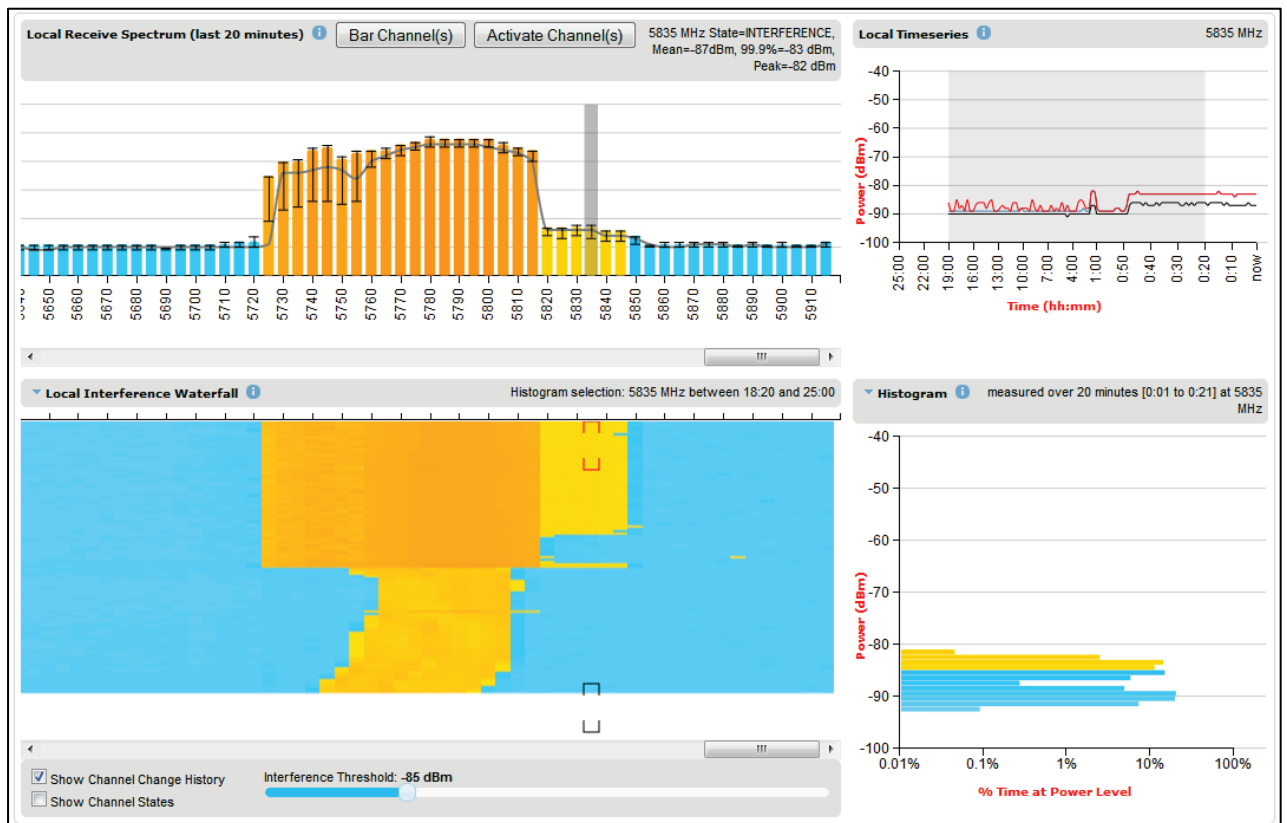 Local Receive Spectrum (last 20 minutes) i Bar Channel(s) Activate Channel(s) 5835 MHz State=INTERFERENCE,
Mean=-87dBm, 99.9%=-83 dBm,
Peak=-82 dBm
5650 5660 5670 5680 5690 5700 5710 5720 5730 5740 5750 5760 5770 5780 5790 5800 5810 5820 5830 5840 5850 5860 5870 5880 5890 5900 5910
Local Timeseries i 5835 MHz
-40
-50
-60
-70
-80
-90
-100
Power (dBm)
25:00 22:00 19:00 16:00 13:00 10:00 7:00 4:00 1:00 0:50 0:40 0:30 0:20 0:10 now
Time (hh:mm)
Local Interference Waterfall i Histogram selection: 5835 MHz between 18:20 and 25:00
Show Channel Change History
Show Channel States
Interference Threshold: -85 dBm
Histogram i measured over 20 minutes [0:01 to 0:21] at 5835
MHz
-40
-50
-60
-70
-80
-90
-100
Power (dBm)
0.01% 0.1% 1% 10% 100%
% Time at Power Level